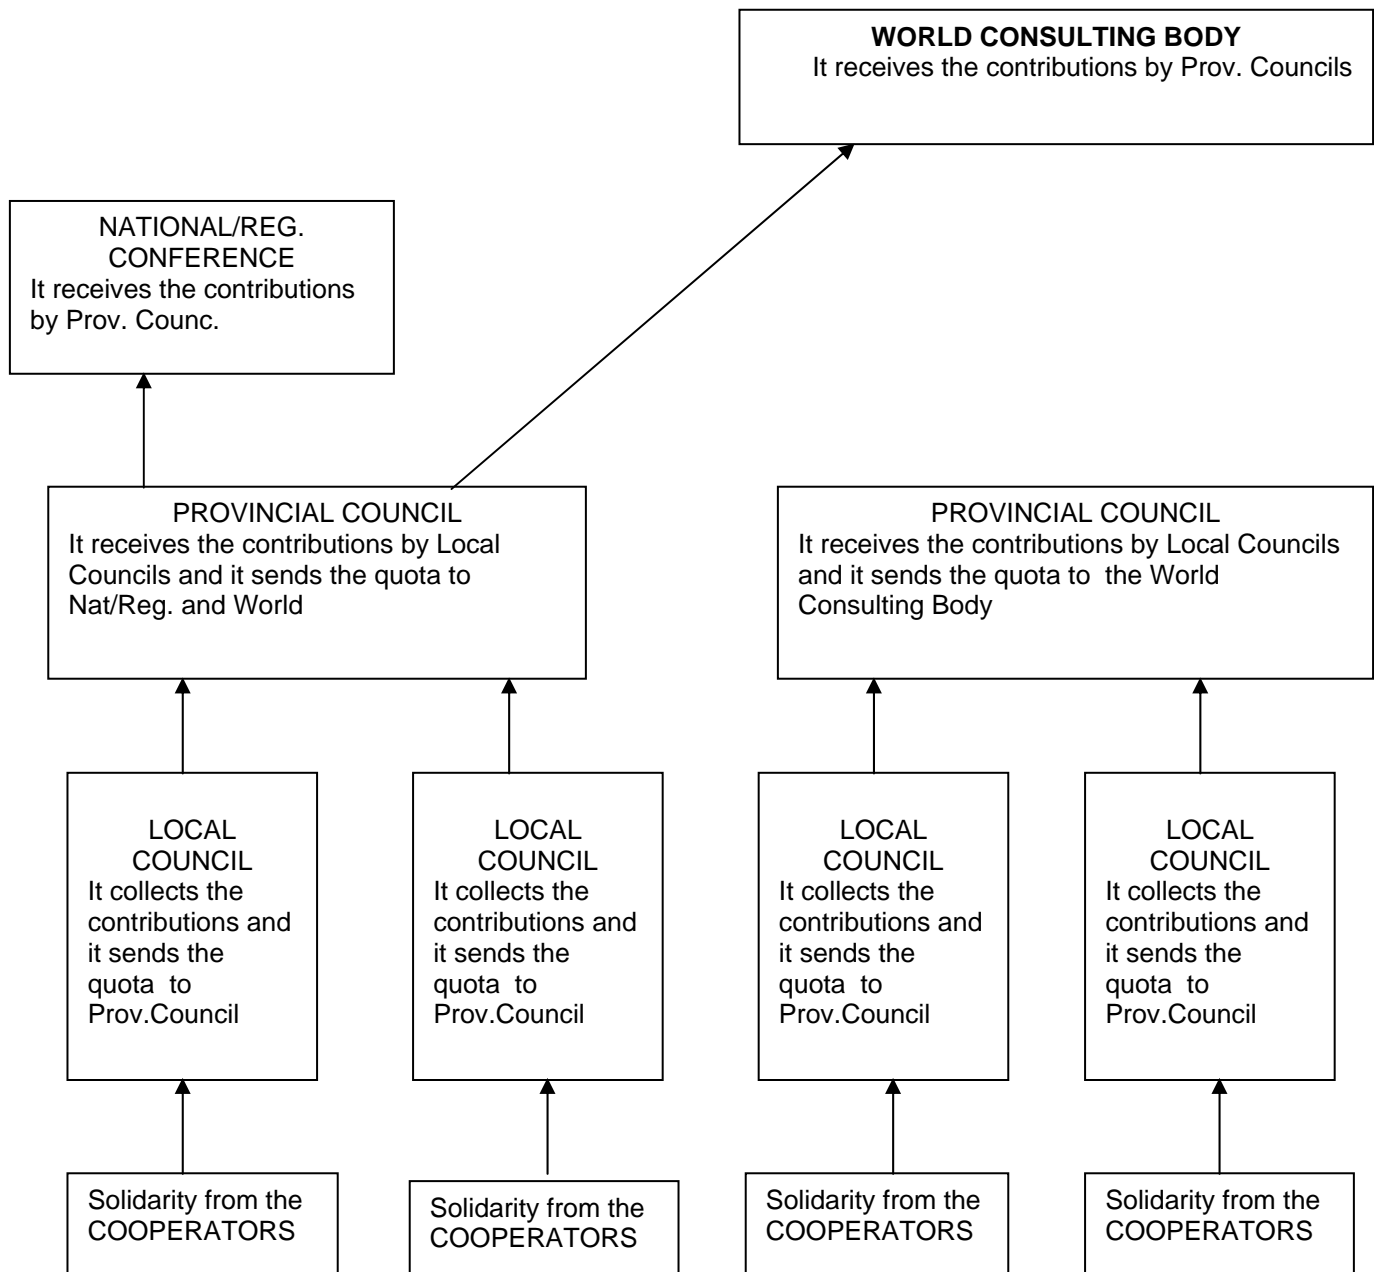 WORLD CONSULTING BODY
It receives the contributions by Prov. Councils
NATIONAL/REG.
CONFERENCE
It receives the contributions
by Prov. Counc.
PROVINCIAL COUNCIL
It receives the contributions by Local
Councils and it sends the quota to
Nat/Reg. and World
PROVINCIAL COUNCIL
It receives the contributions by Local Councils
and it sends the quota to  the World
Consulting Body
LOCAL
COUNCIL
It collects the
contributions and
it sends the
quota  to
Prov.Council
LOCAL
COUNCIL
It collects the
contributions and
it sends the
quota  to
Prov.Council
LOCAL
COUNCIL
It collects the
contributions and
it sends the
quota  to
Prov.Council
LOCAL
COUNCIL
It collects the
contributions and
it sends the
quota  to
Prov.Council
Solidarity from the
COOPERATORS
Solidarity from the
COOPERATORS
Solidarity from the
COOPERATORS
Solidarity from the
COOPERATORS